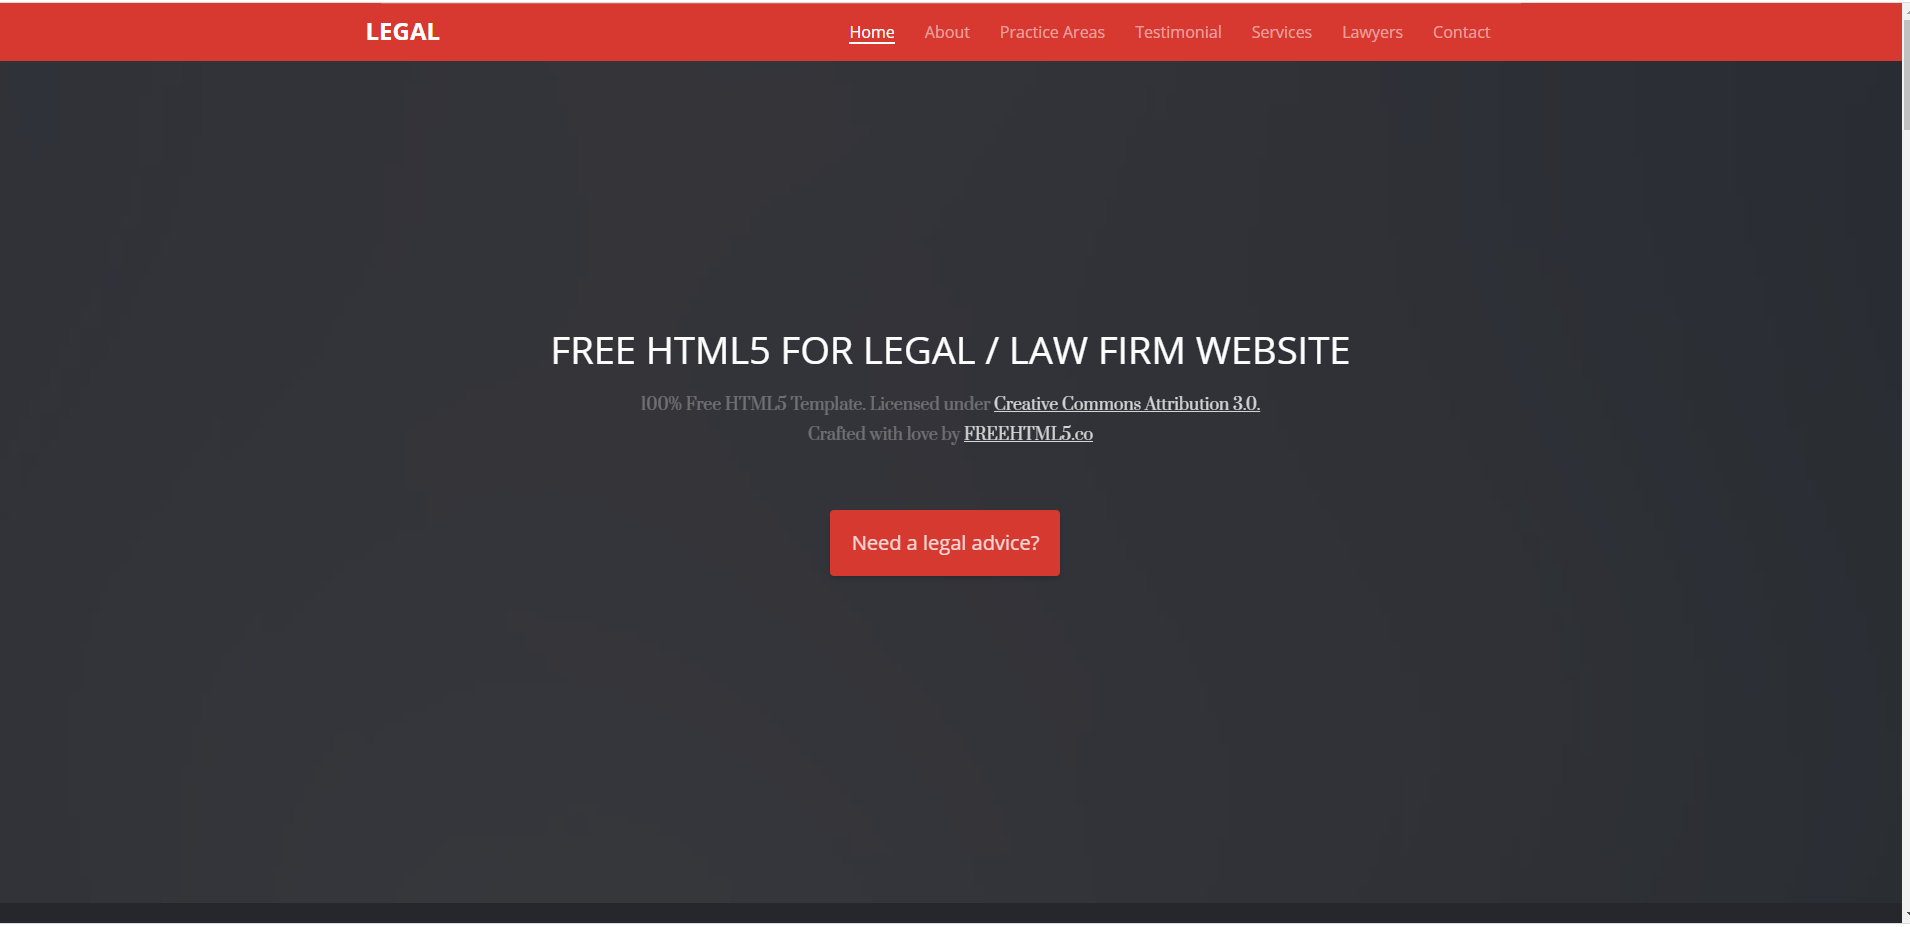 LEGAL
Home About Practice Areas Testimonial Services Lawyers Contact
FREE HTML5 FOR LEGAL / LAW FIRM WEBSITE
100% Free HTML5 Template. Licensed under Creative Commons Attribution 3.0.
Crafted with love by FREEHTML5.co
Need a legal advice?